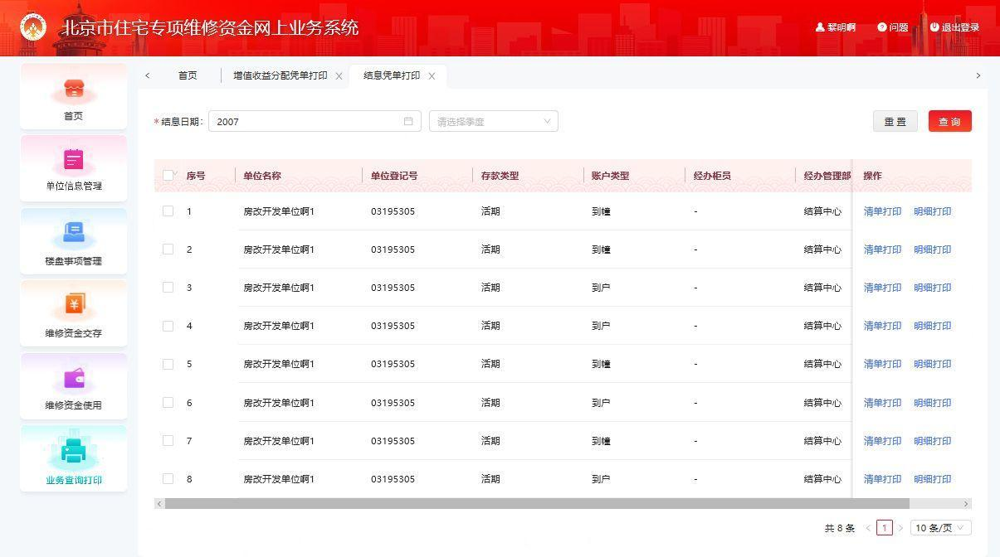 北京市住宅专项维修资金网上业务系统
黎明啊 问题 退出登录
首页
单位信息管理
楼盘事项管理
维修资金交存
维修资金使用
业务查询打印
首页 增值收益分配凭单打印 结息凭单打印
* 结息日期： 2007 请选择季度 重 置 查 询
序号 单位名称 单位登记号 存款类型 账户类型 经办柜员 经办管理部 操作
1 房改开发单位啊1 03195305 活期 到幢 - 结算中心 清单打印 明细打印
2 房改开发单位啊1 03195305 活期 到幢 - 结算中心 清单打印 明细打印
3 房改开发单位啊1 03195305 活期 到户 - 结算中心 清单打印 明细打印
4 房改开发单位啊1 03195305 活期 到户 - 结算中心 清单打印 明细打印
5 房改开发单位啊1 03195305 活期 到幢 - 结算中心 清单打印 明细打印
6 房改开发单位啊1 03195305 活期 到户 - 结算中心 清单打印 明细打印
7 房改开发单位啊1 03195305 活期 到幢 - 结算中心 清单打印 明细打印
8 房改开发单位啊1 03195305 活期 到户 - 结算中心 清单打印 明细打印
共 8 条 1 10 条/页